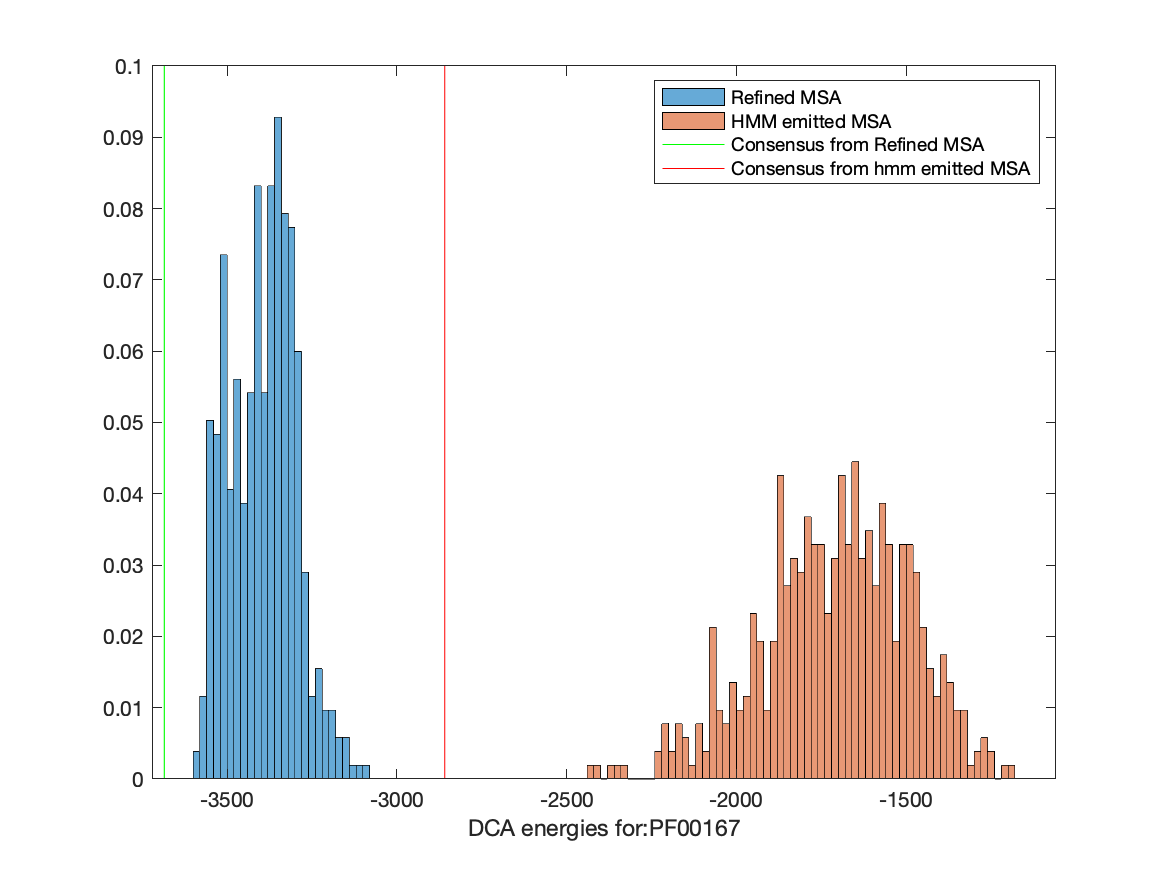 0.1
0.09
0.08
0.07
0.06
0.05
0.04
0.03
0.02
0.01
0
Refined MSA
HMM emitted MSA
Consensus from Refined MSA
Consensus from hmm emitted MSA
-3500 -3000 -2500 -2000 -1500
DCA energies for:PF00167